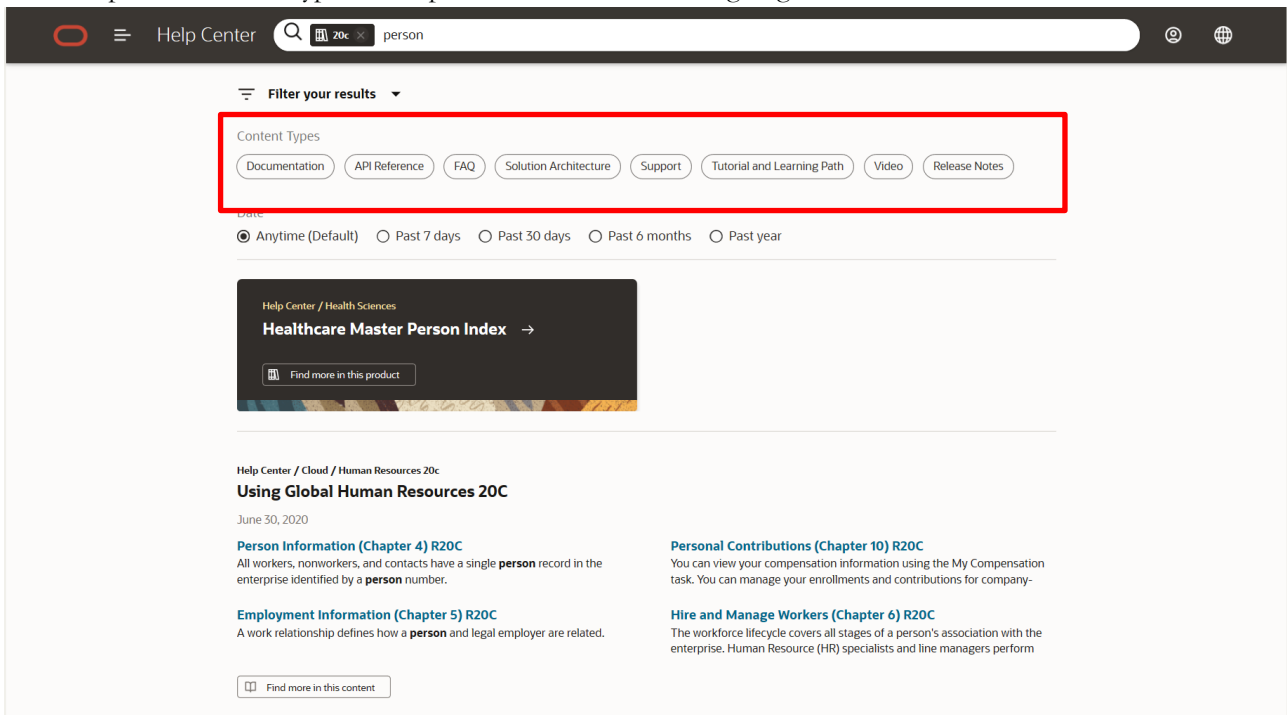 Help Center 20c × person
Filter your results
Content Types
Documentation API Reference FAQ Solution Architecture Support Tutorial and Learning Path Video Release Notes
Date
Anytime (Default) Past 7 days Past 30 days Past 6 months Past year
Help Center / Health Sciences
Healthcare Master Person Index →
Find more in this product
Help Center / Cloud / Human Resources 20c
Using Global Human Resources 20C
June 30, 2020
Person Information (Chapter 4) R20C
All workers, nonworkers, and contacts have a single person record in the
enterprise identified by a person number.
Personal Contributions (Chapter 10) R20C
You can view your compensation information using the My Compensation
task. You can manage your enrollments and contributions for company-
Employment Information (Chapter 5) R20C
A work relationship defines how a person and legal employer are related.
Hire and Manage Workers (Chapter 6) R20C
The workforce lifecycle covers all stages of a person's association with the
enterprise. Human Resource (HR) specialists and line managers perform
Find more in this content